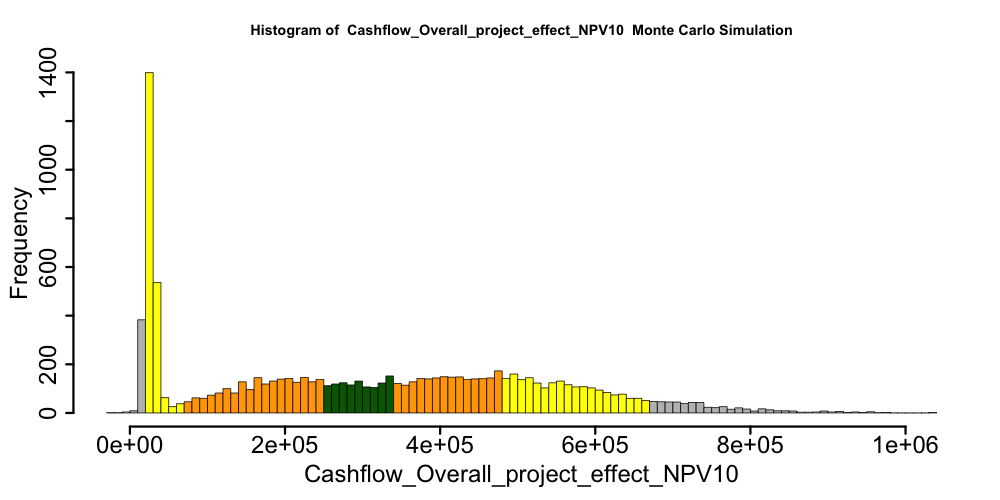 Histogram of  Cashflow_Overall_project_effect_NPV10  Monte Carlo Simulation
1400
1000
600
200
0
Frequency
0e+00 2e+05 4e+05 6e+05 8e+05 1e+06
Cashflow_Overall_project_effect_NPV10